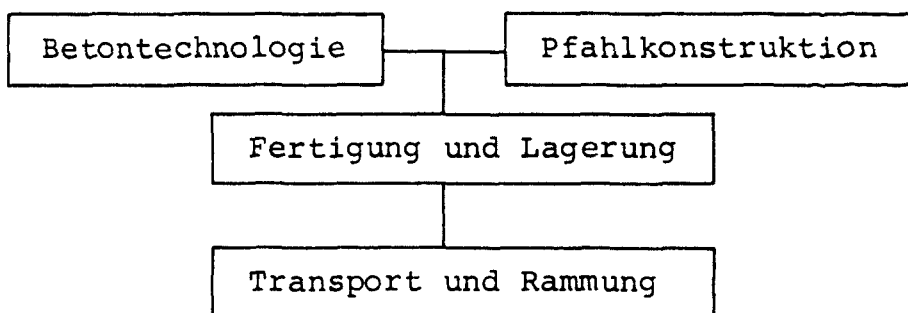 Betontechnologie
Pfahlkonstruktion
Fertigung und Lagerung
Transport und Rammung